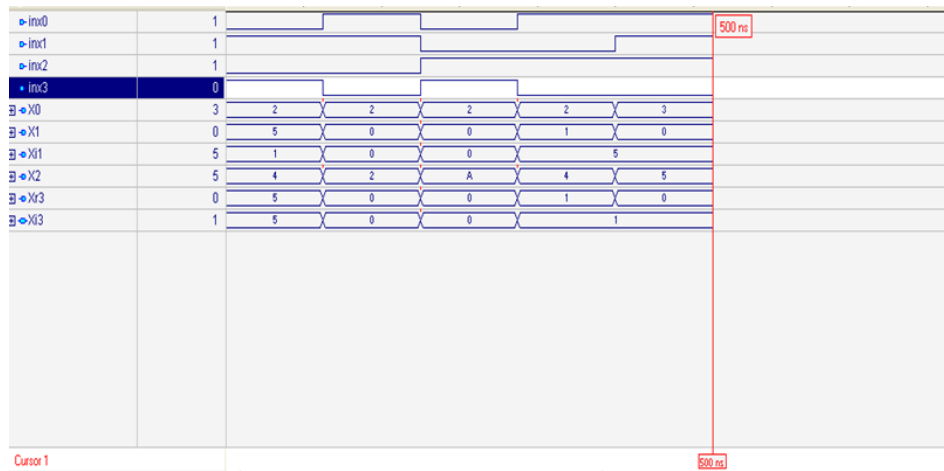 inx0 1 500 ns
inx1 1
inx2 1
inx3 0
X0 3 2 2 2 2 3
X1 0 5 0 0 1 0
Xi1 5 1 0 0 5
X2 5 4 2 A 4 5
Xr3 0 5 0 0 1 0
Xi3 1 5 0 0 1
Cursor 1 500 ns